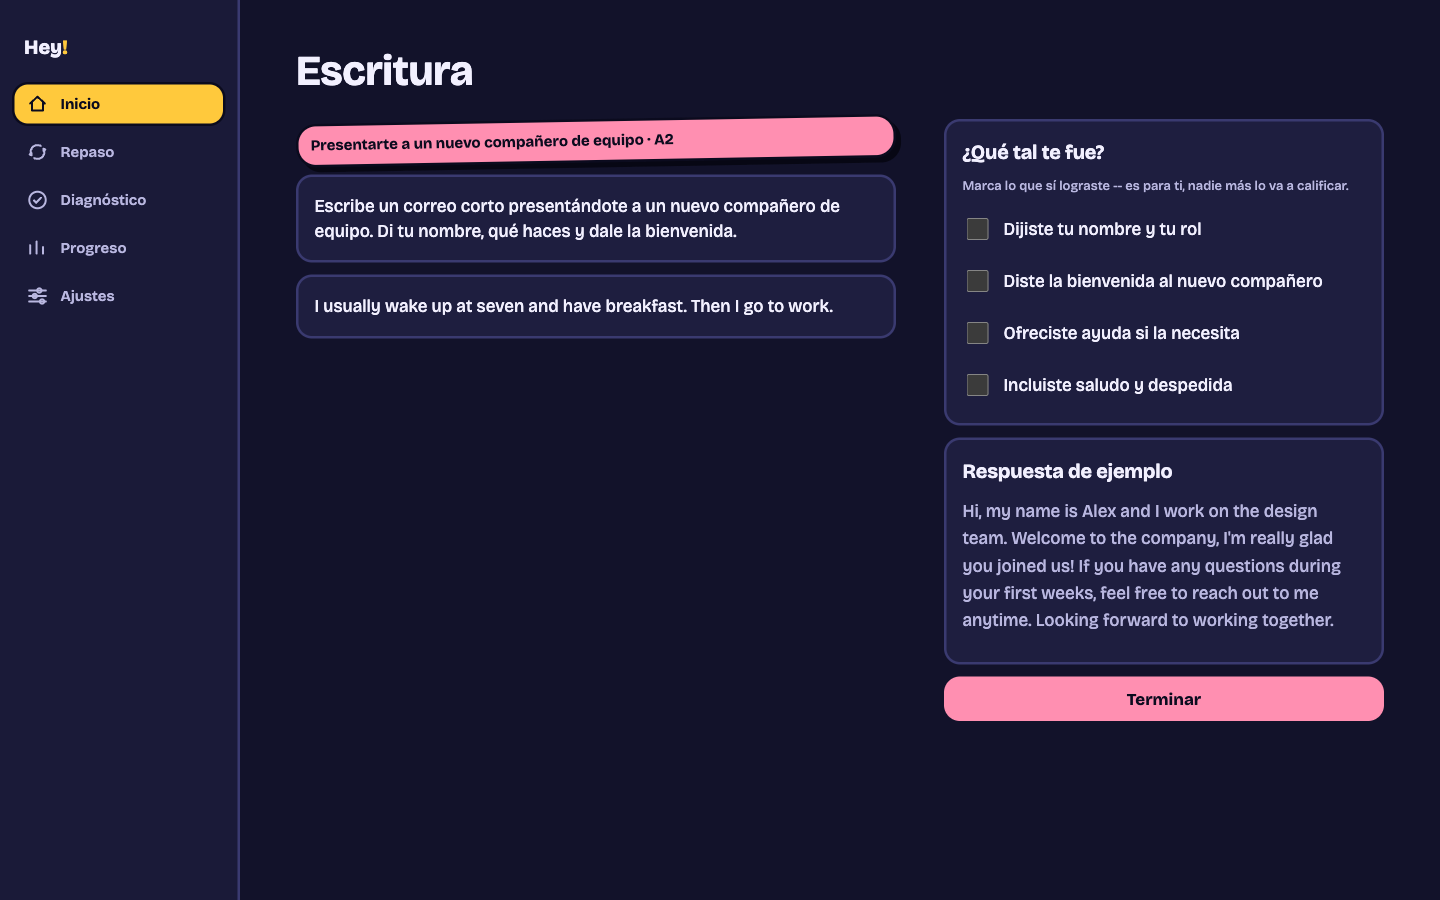 Hey!
Inicio
Repaso
Diagnóstico
Progreso
Ajustes
Escritura
Presentarte a un nuevo compañero de equipo · A2
Escribe un correo corto presentándote a un nuevo compañero de
equipo. Di tu nombre, qué haces y dale la bienvenida.
I usually wake up at seven and have breakfast. Then I go to work.
¿Qué tal te fue?
Marca lo que sí lograste -- es para ti, nadie más lo va a calificar.
Dijiste tu nombre y tu rol
Diste la bienvenida al nuevo compañero
Ofreciste ayuda si la necesita
Incluiste saludo y despedida
Respuesta de ejemplo
Hi, my name is Alex and I work on the design
team. Welcome to the company, I'm really glad
you joined us! If you have any questions during
your first weeks, feel free to reach out to me
anytime. Looking forward to working together.
Terminar